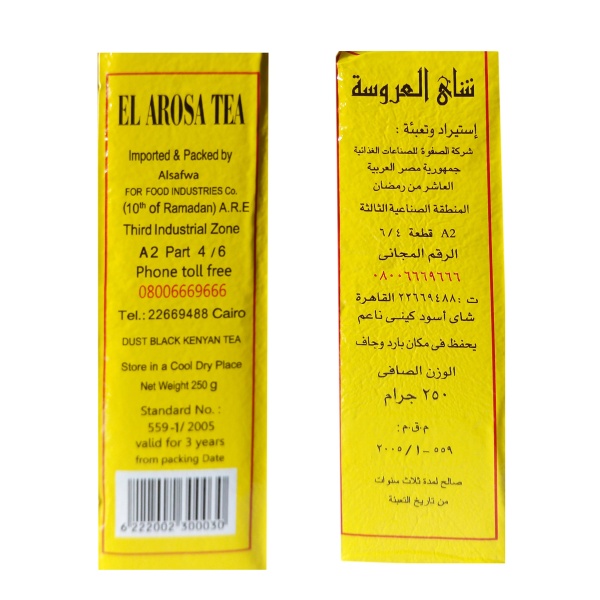 EL AROSA TEA
Imported & Packed by
Alsafwa
FOR FOOD INDUSTRIES Co.
(10th of Ramadan) A.R.E
Third Industrial Zone
A2 Part 4/6
Phone toll free
08006669666
Tel.: 22669488 Cairo
DUST BLACK KENYAN TEA
Store in a Cool Dry Place
Net Weight 250 g
Standard No.:
559-1/2005
valid for 3 years
from packing Date
6 222002 300030
شاى العروسة
إستيراد وتعبئة :
شركة الصفوة للصناعات الغذائية
جمهورية مصر العربية
العاشر من رمضان
المنطقة الصناعية الثالثة
A2 قطعة ٦/٤
الرقم المجانى
٠٨٠٠٦٦٦٩٦٦٦
ت :٢٢٦٦٩٤٨٨ القاهرة
شاى أسود كينى ناعم
يحفظ فى مكان بارد وجاف
الوزن الصافى
٢٥٠ جرام
م.ق.م :
٥٥٩ -٢٠٠٥/١
صالح لمدة ثلاث سنوات
من تاريخ التعبئة